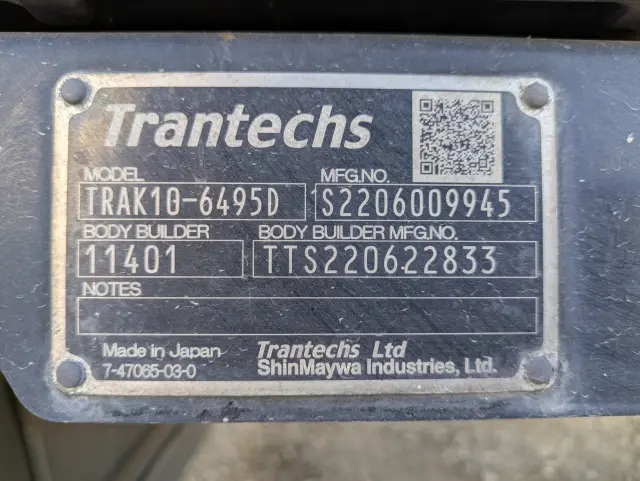 Trantechs
MODEL MFG.NO.
TRAK10-6495D S2206009945
BODY BUILDER BODY BUILDER MFG.NO.
11401 TTS220622833
NOTES
Made in Japan Trantechs Ltd
7-47065-03-0 ShinMaywa Industries, Ltd.